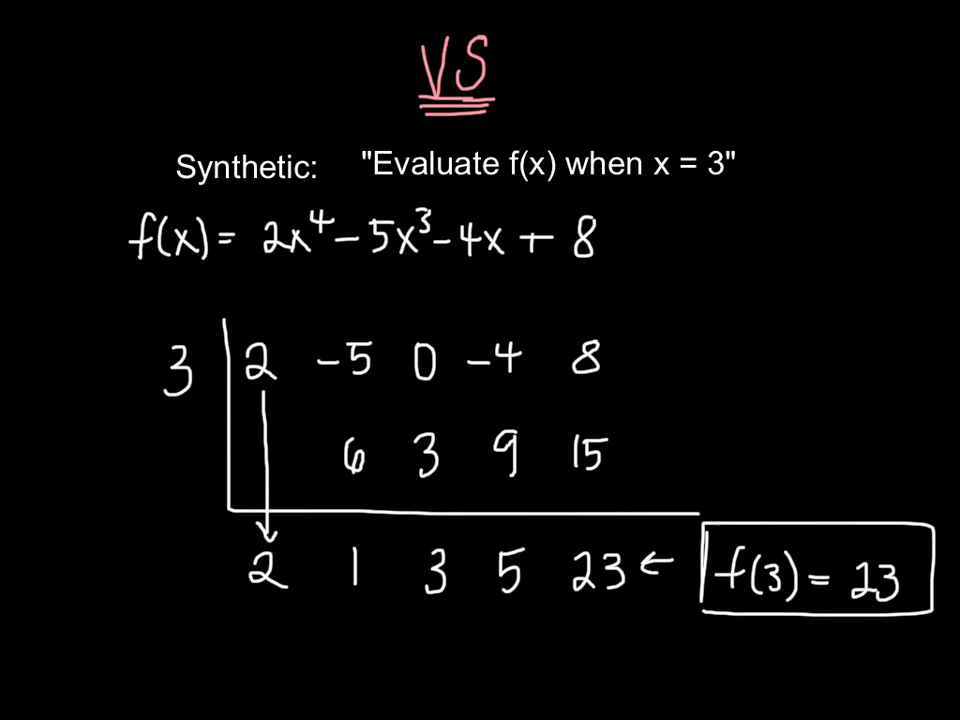 VS
Synthetic: "Evaluate f(x) when x = 3"
f(x) = 2x⁴ - 5x³ - 4x + 8
3 2 -5 0 -4 8
6 3 9 15
2 1 3 5 23 ← f(3) = 23